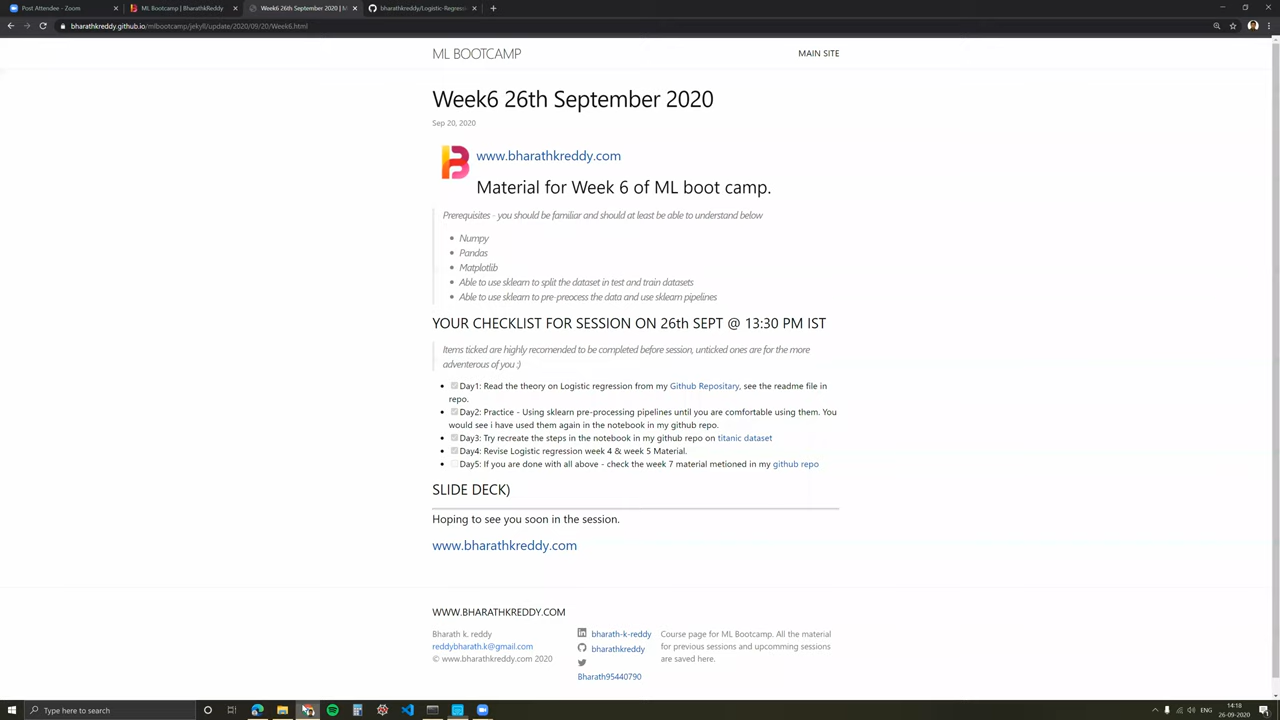 Post Attendee - Zoom
ML Bootcamp | BharathKReddy
Week6 26th September 2020 | M
bharathkreddy/Logistic-Regress
bharathkreddy.github.io/mlbootcamp/jekyll/update/2020/09/20/Week6.html
ML BOOTCAMP
MAIN SITE
Week6 26th September 2020
Sep 20, 2020
www.bharathkreddy.com
Material for Week 6 of ML boot camp.
Prerequisites - you should be familiar and should at least be able to understand below
Numpy
Pandas
Matplotlib
Able to use sklearn to split the dataset in test and train datasets
Able to use sklearn to pre-preocess the data and use sklearn pipelines
YOUR CHECKLIST FOR SESSION ON 26th SEPT @ 13:30 PM IST
Items ticked are highly recomended to be completed before session, unticked ones are for the more
adventerous of you :)
Day1: Read the theory on Logistic regression from my Github Repositary, see the readme file in
repo.
Day2: Practice - Using sklearn pre-processing pipelines until you are comfortable using them. You
would see i have used them again in the notebook in my github repo.
Day3: Try recreate the steps in the notebook in my github repo on titanic dataset
Day4: Revise Logistic regression week 4 & week 5 Material.
Day5: If you are done with all above - check the week 7 material metioned in my github repo
SLIDE DECK)
Hoping to see you soon in the session.
www.bharathkreddy.com
WWW.BHARATHKREDDY.COM
Bharath k. reddy
reddybharath.k@gmail.com
© www.bharathkreddy.com 2020
bharath-k-reddy
bharathkreddy
Bharath95440790
Course page for ML Bootcamp. All the material
for previous sessions and upcomming sessions
are saved here.
Type here to search
ENG
14:18
26-09-2020